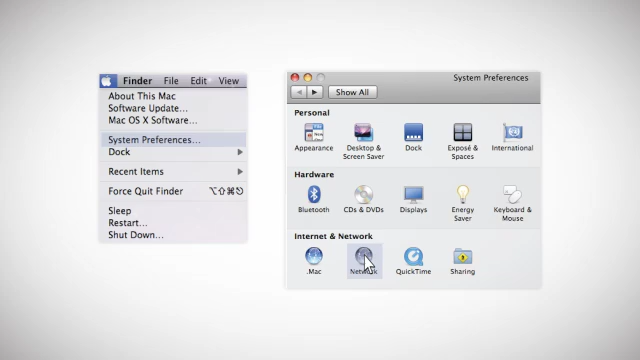 Finder File Edit View
About This Mac
Software Update...
Mac OS X Software...
System Preferences...
Dock
Recent Items
Force Quit Finder ⌥⇧⌘⎋
Sleep
Restart...
Shut Down...
System Preferences
Show All
Personal
Appearance
Desktop &
Screen Saver
Dock
Exposé &
Spaces
International
Hardware
Bluetooth
CDs & DVDs
Displays
Energy
Saver
Keyboard &
Mouse
Internet & Network
.Mac
Network
QuickTime
Sharing